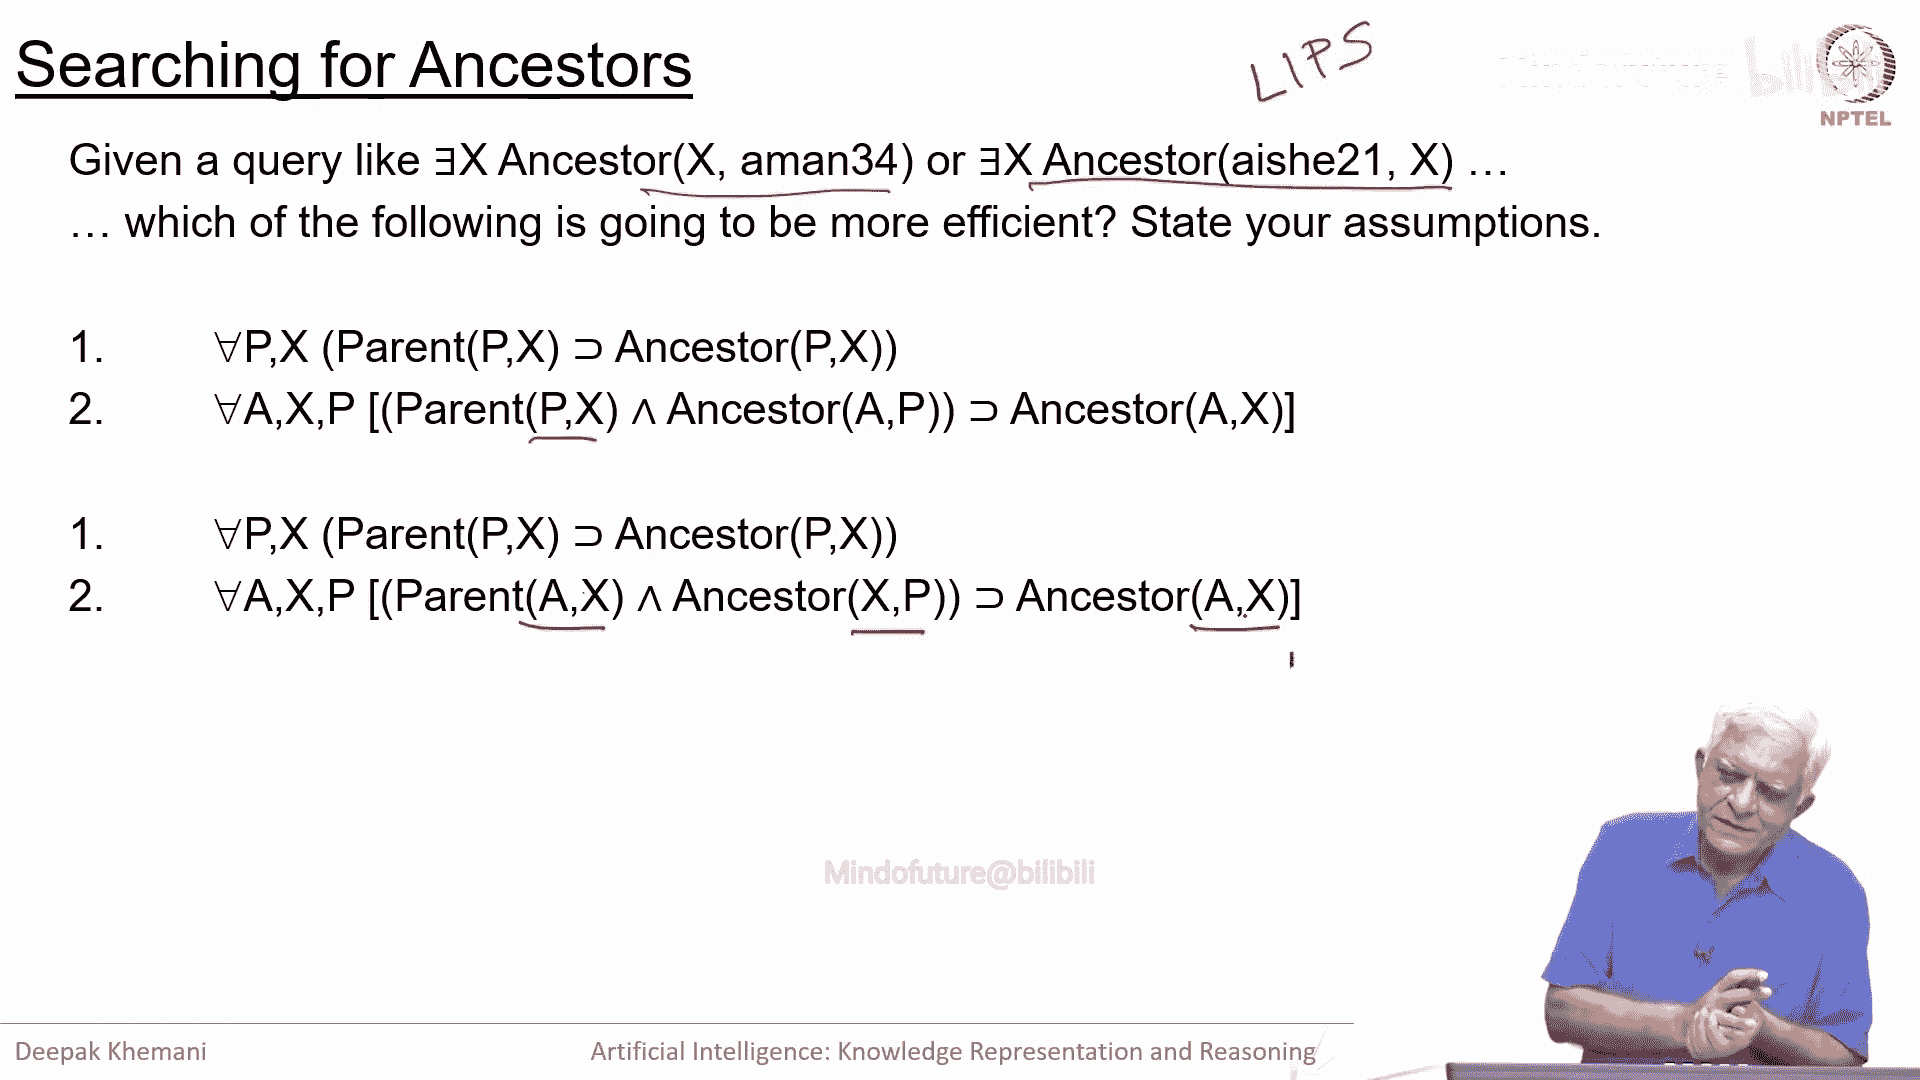 Searching for Ancestors
LIPS
NPTEL
Given a query like ∃X Ancestor(X, aman34) or ∃X Ancestor(aishe21, X) …
… which of the following is going to be more efficient? State your assumptions.
1. ∀P,X (Parent(P,X) ⊃ Ancestor(P,X))
2. ∀A,X,P [(Parent(P,X) ∧ Ancestor(A,P)) ⊃ Ancestor(A,X)]
1. ∀P,X (Parent(P,X) ⊃ Ancestor(P,X))
2. ∀A,X,P [(Parent(A,X) ∧ Ancestor(X,P)) ⊃ Ancestor(A,X)]
Mindofuture@bilibili
Deepak Khemani
Artificial Intelligence: Knowledge Representation and Reasoning